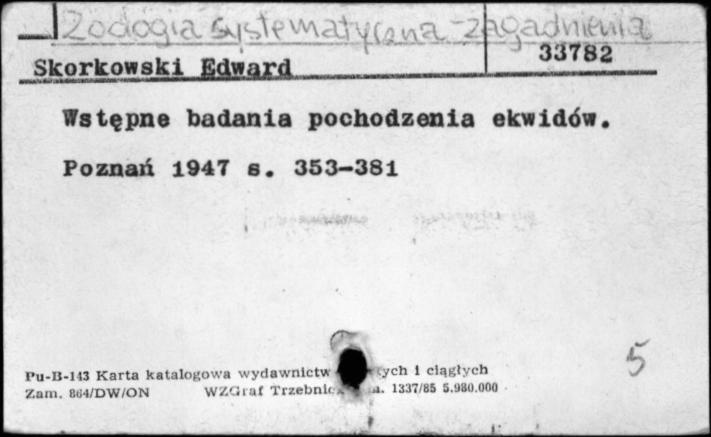 Zoologia systematyczna - zagadnienia
33782
Skorkowski Edward
Wstępne badania pochodzenia ekwidów.
Poznań 1947 s. 353-381
5
Pu-B-143 Karta katalogowa wydawnictw ych i ciągłych
Zam. 864/DW/ON WZGraf Trzebnic 1337/85 5.980.000